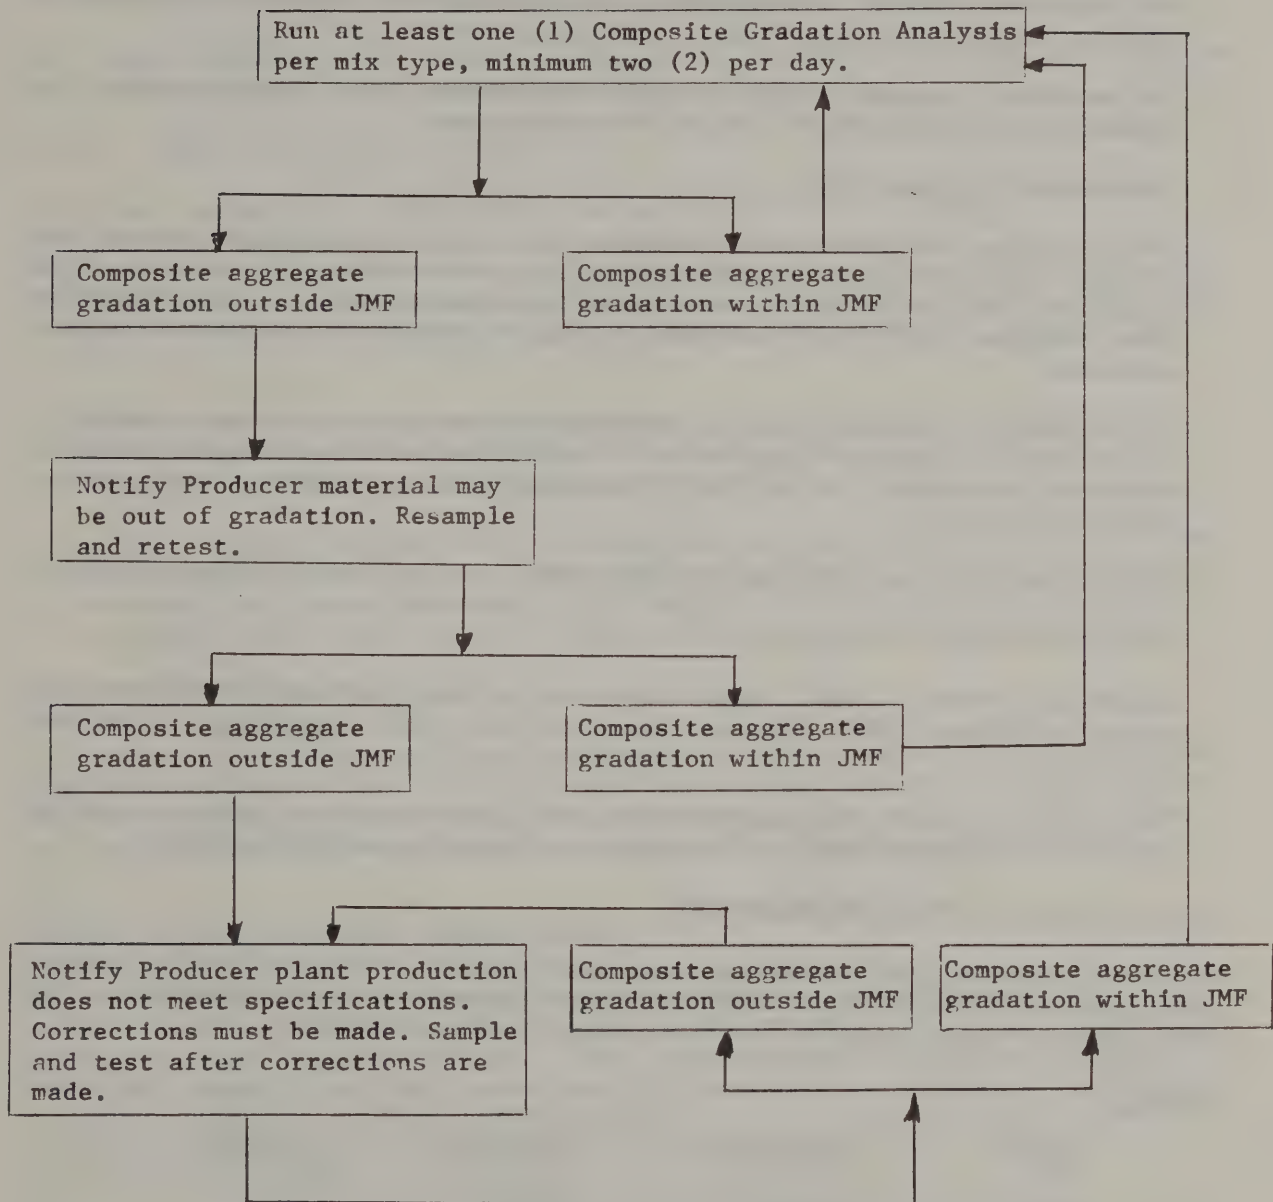 Run at least one (1) Composite Gradation Analysis
per mix type, minimum two (2) per day.
Composite aggregate
gradation outside JMF
Composite aggregate
gradation within JMF
Notify Producer material may
be out of gradation. Resample
and retest.
Composite aggregate
gradation outside JMF
Composite aggregate
gradation within JMF
Notify Producer plant production
does not meet specifications.
Corrections must be made. Sample
and test after corrections are
made.
Composite aggregate
gradation outside JMF
Composite aggregate
gradation within JMF